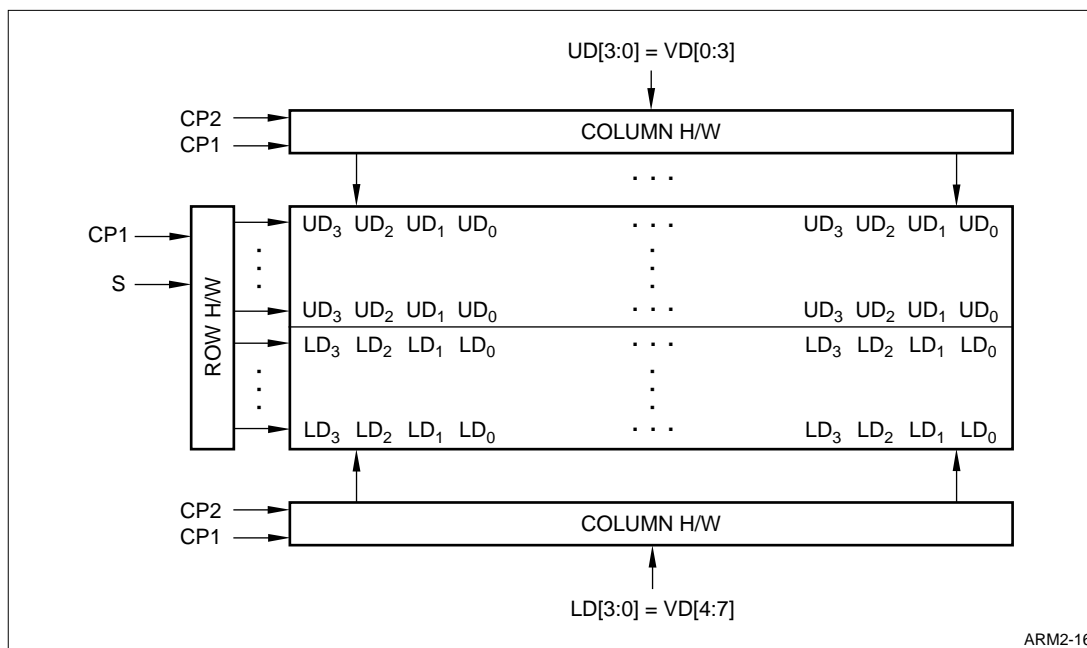 UD[3:0] = VD[0:3]
CP2
CP1
COLUMN H/W
. . .
CP1
S
ROW H/W
UD3 UD2 UD1 UD0 . . . UD3 UD2 UD1 UD0
UD3 UD2 UD1 UD0 . . . UD3 UD2 UD1 UD0
LD3 LD2 LD1 LD0 . . . LD3 LD2 LD1 LD0
LD3 LD2 LD1 LD0 . . . LD3 LD2 LD1 LD0
CP2
CP1
COLUMN H/W
LD[3:0] = VD[4:7]
ARM2-16